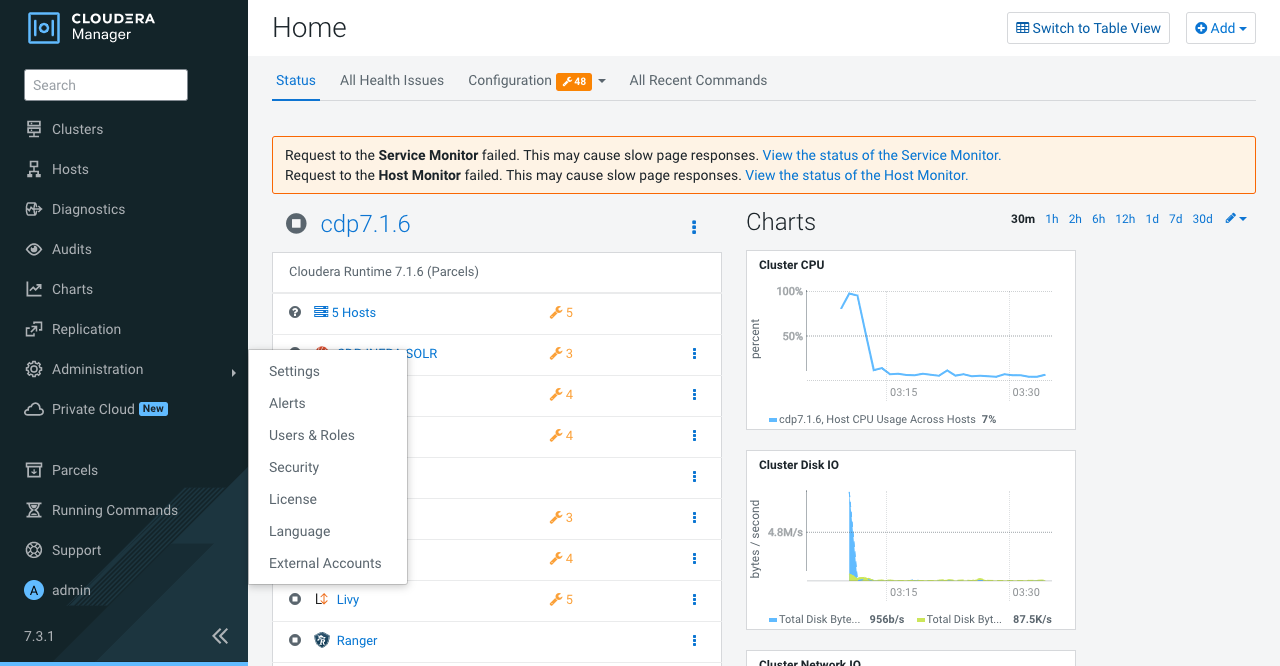 CLOUDERA
Manager
Search
Clusters
Hosts
Diagnostics
Audits
Charts
Replication
Administration
Private Cloud New
Parcels
Running Commands
Support
A admin
7.3.1
Settings
Alerts
Users & Roles
Security
License
Language
External Accounts
Home
Switch to Table View
Add
Status All Health Issues Configuration 48 All Recent Commands
Request to the Service Monitor failed. This may cause slow page responses. View the status of the Service Monitor.
Request to the Host Monitor failed. This may cause slow page responses. View the status of the Host Monitor.
cdp7.1.6
Cloudera Runtime 7.1.6 (Parcels)
5 Hosts 5
SOLR 3
4
4
3
4
Livy 5
Ranger
Charts
30m 1h 2h 6h 12h 1d 7d 30d
Cluster CPU
percent
100%
50%
03:15 03:30
cdp7.1.6, Host CPU Usage Across Hosts 7%
Cluster Disk IO
bytes / second
4.8M/s
03:15 03:30
Total Disk Byte... 956b/s Total Disk Byt... 87.5K/s
Cluster Network IO